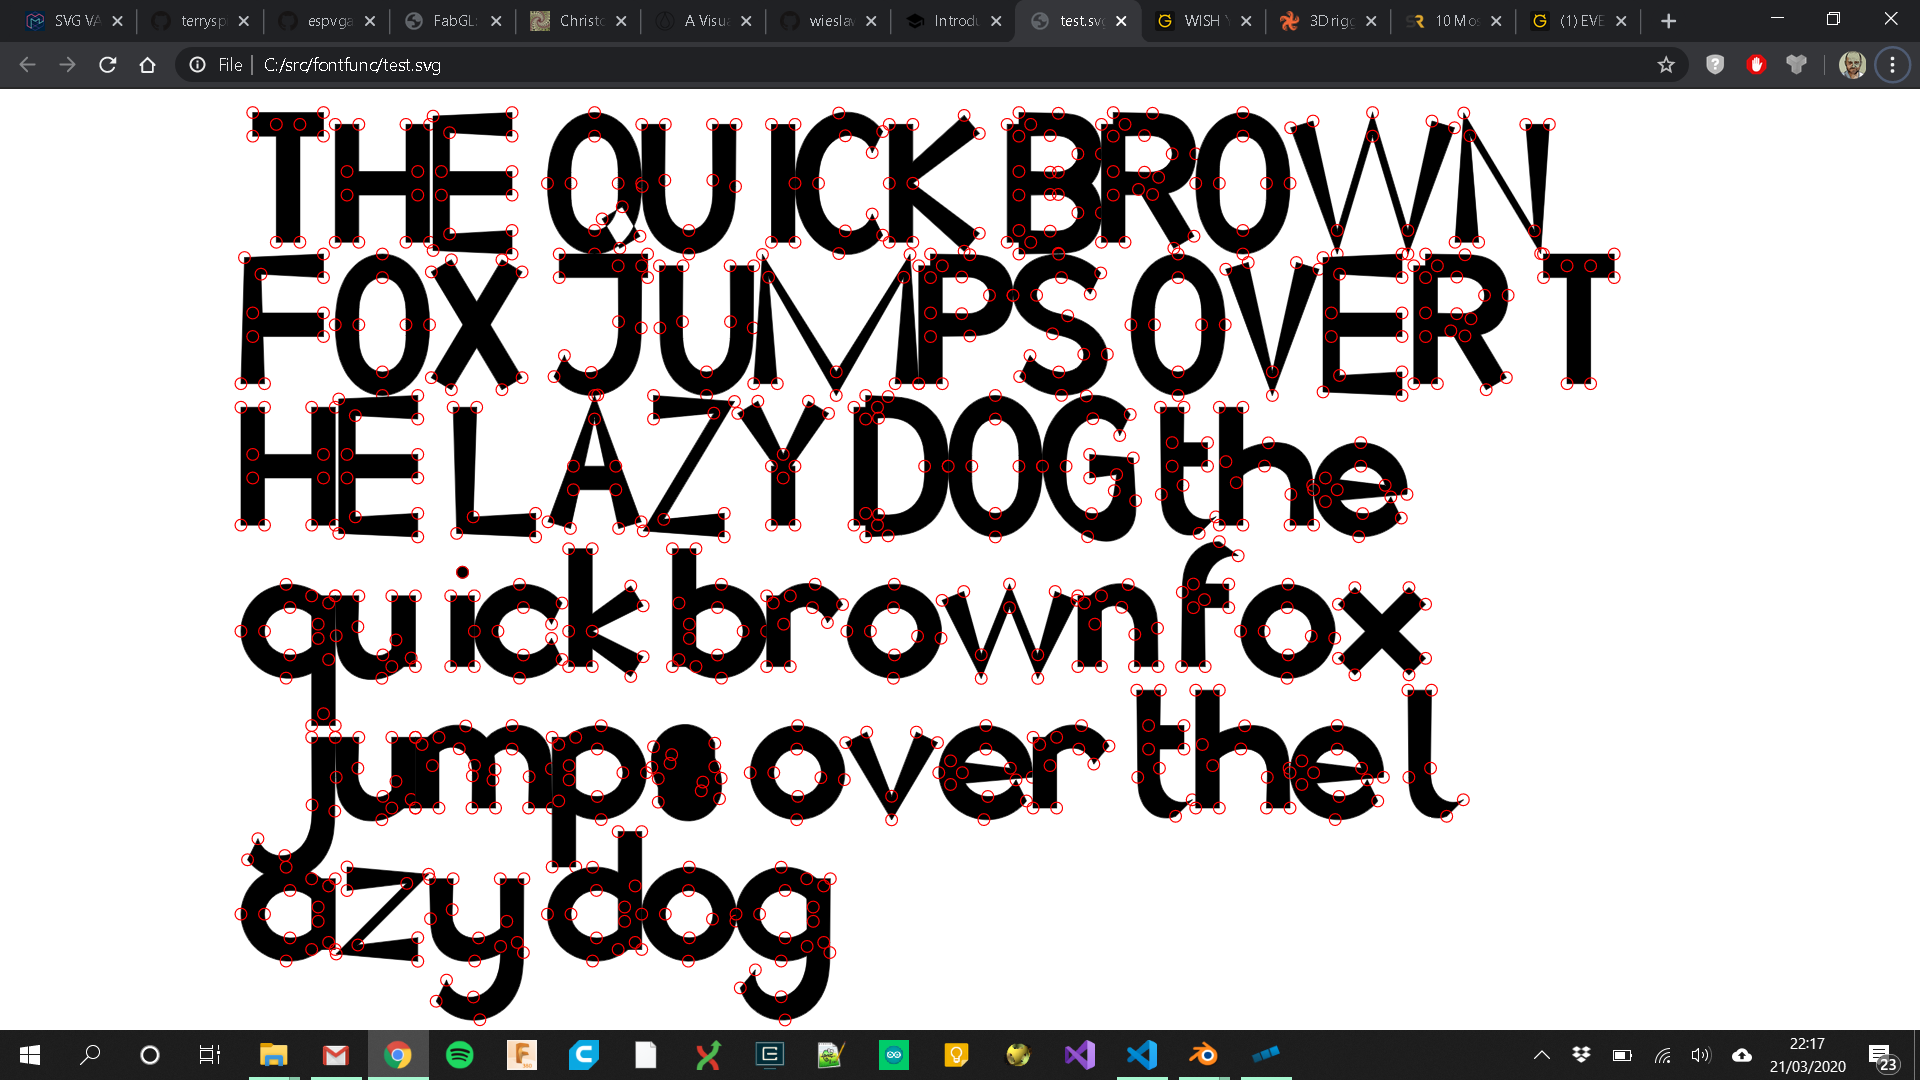 SVG VA
terrysp
espvga
FabGL:
Christo
A Visua
wieslav
Introdu
test.svg
WISH Y
3D rigg
10 Mos
(1) EVE
File C:/src/fontfunc/test.svg
THE QUICK BROWN
FOX JUMPS OVER T
HE LAZY DOG the
quick brown fox
jump over the l
azy dog
22:17
21/03/2020
23